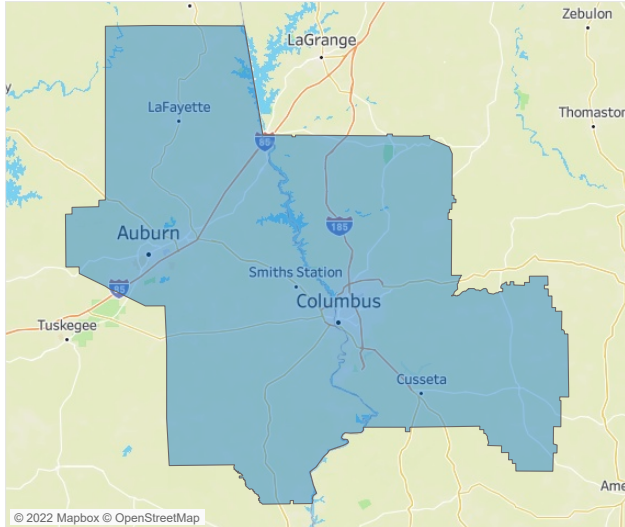 Zebulon
LaGrange
LaFayette
Thomaston
85
185
Auburn
Smiths Station
85
Columbus
Tuskegee
Cusseta
Ame
© 2022 Mapbox © OpenStreetMap